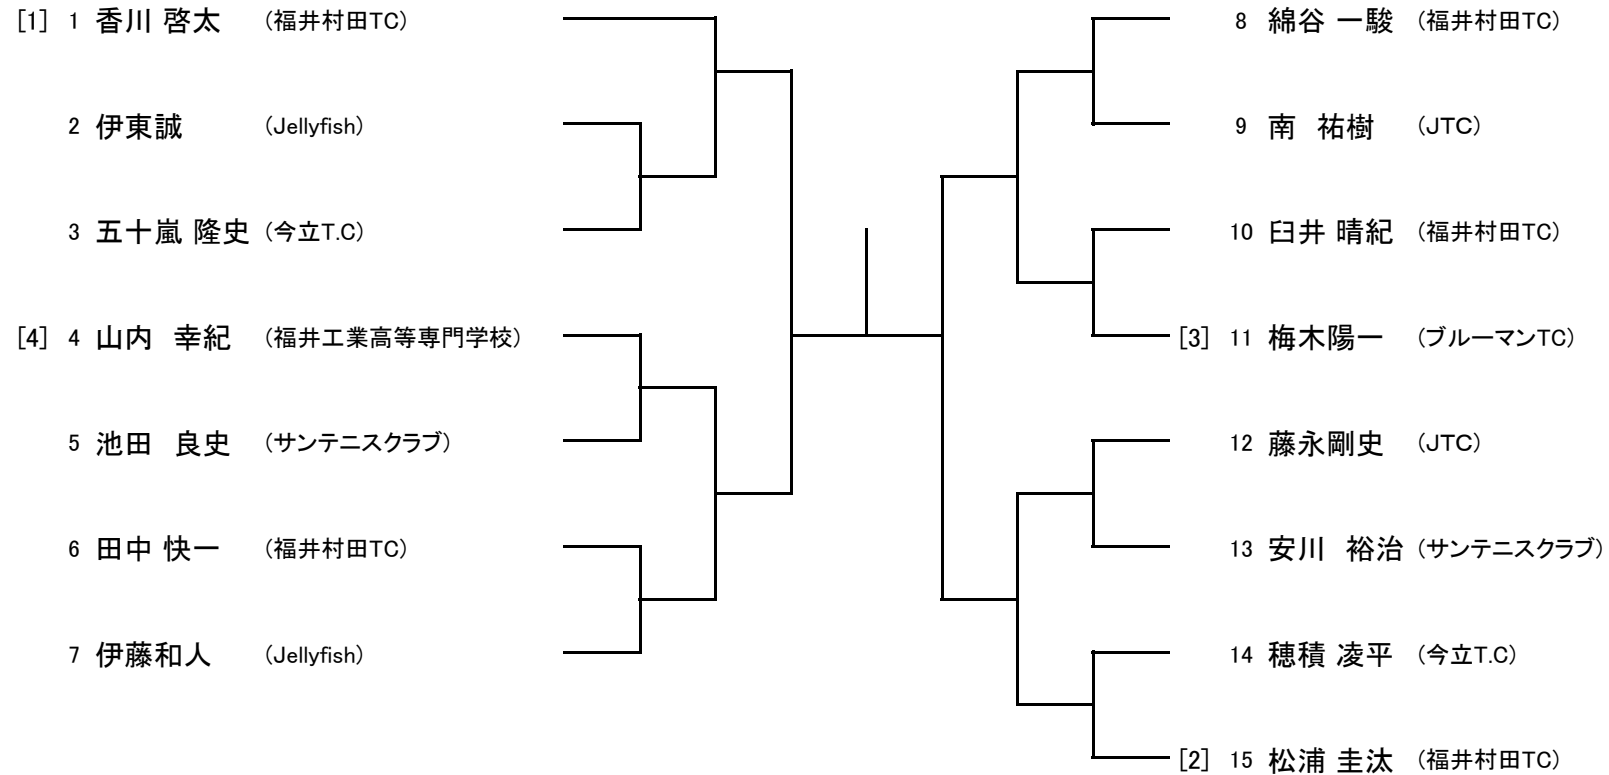 [1] 1 香川 啓太 (福井村田TC)
2 伊東誠 (Jellyfish)
3 五十嵐 隆史 (今立T.C)
[4] 4 山内 幸紀 (福井工業高等専門学校)
5 池田 良史 (サンテニスクラブ)
6 田中 快一 (福井村田TC)
7 伊藤和人 (Jellyfish)
8 綿谷 一駿 (福井村田TC)
9 南 祐樹 (JTC)
10 臼井 晴紀 (福井村田TC)
[3] 11 梅木陽一 (ブルーマンTC)
12 藤永剛史 (JTC)
13 安川 裕治 (サンテニスクラブ)
14 穂積 凌平 (今立T.C)
[2] 15 松浦 圭汰 (福井村田TC)